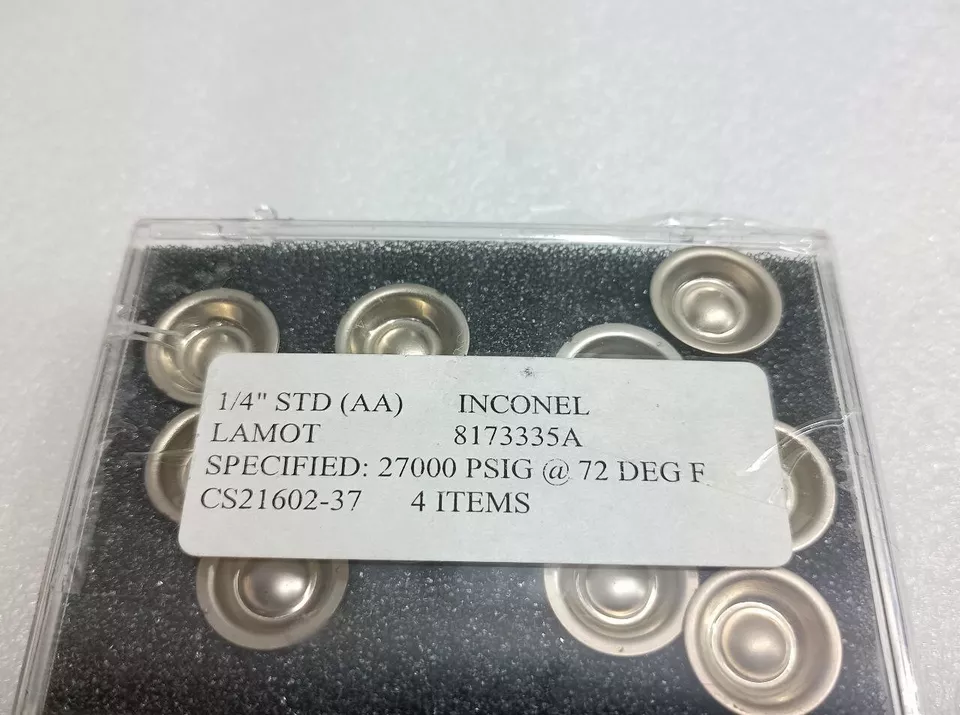 1/4" STD (AA) INCONEL
LAMOT 8173335A
SPECIFIED: 27000 PSIG @ 72 DEG F
CS21602-37 4 ITEMS